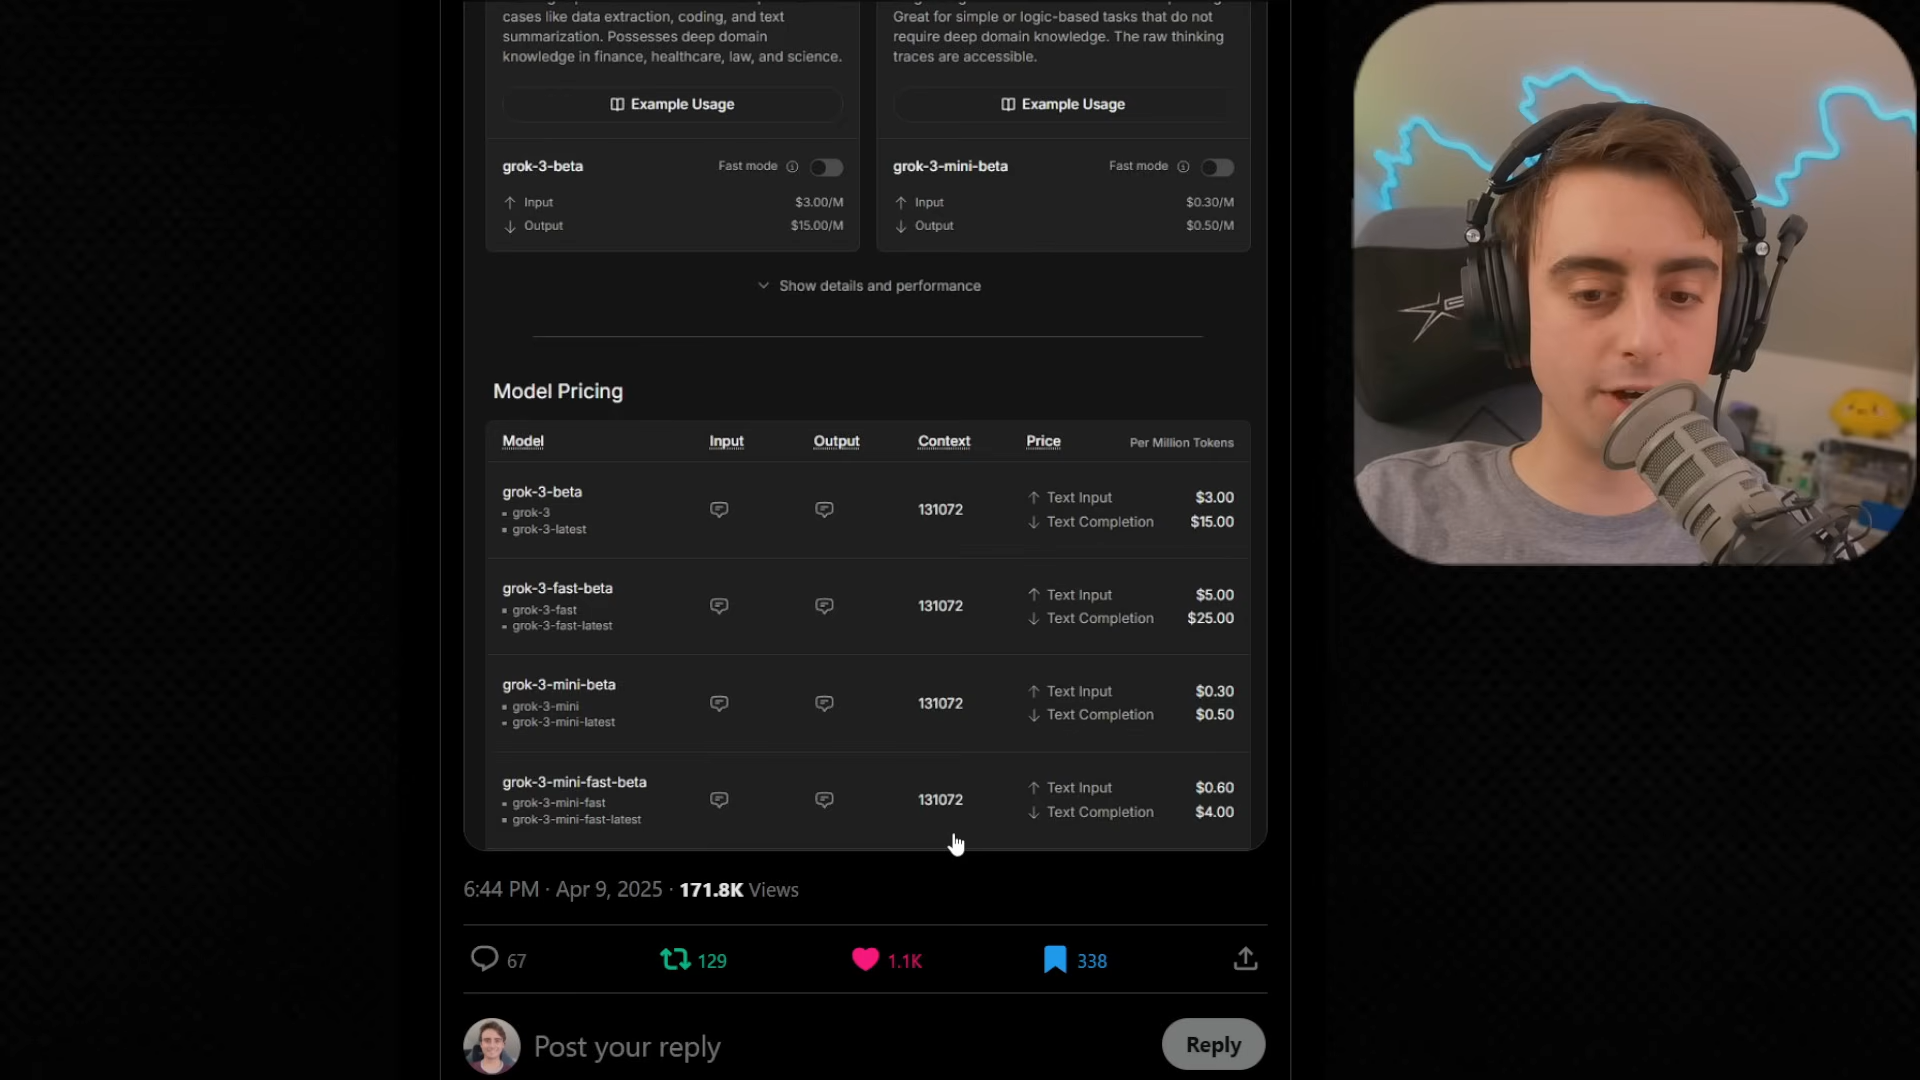 cases like data extraction, coding, and text
summarization. Possesses deep domain
knowledge in finance, healthcare, law, and science.
Example Usage
grok-3-beta
Fast mode
Input $3.00/M
Output $15.00/M
Great for simple or logic-based tasks that do not
require deep domain knowledge. The raw thinking
traces are accessible.
Example Usage
grok-3-mini-beta
Fast mode
Input $0.30/M
Output $0.50/M
Show details and performance
Model Pricing
Model Input Output Context Price Per Million Tokens
grok-3-beta
grok-3
grok-3-latest
131072
Text Input $3.00
Text Completion $15.00
grok-3-fast-beta
grok-3-fast
grok-3-fast-latest
131072
Text Input $5.00
Text Completion $25.00
grok-3-mini-beta
grok-3-mini
grok-3-mini-latest
131072
Text Input $0.30
Text Completion $0.50
grok-3-mini-fast-beta
grok-3-mini-fast
grok-3-mini-fast-latest
131072
Text Input $0.60
Text Completion $4.00
6:44 PM · Apr 9, 2025 · 171.8K Views
67 129 1.1K 338
Post your reply
Reply